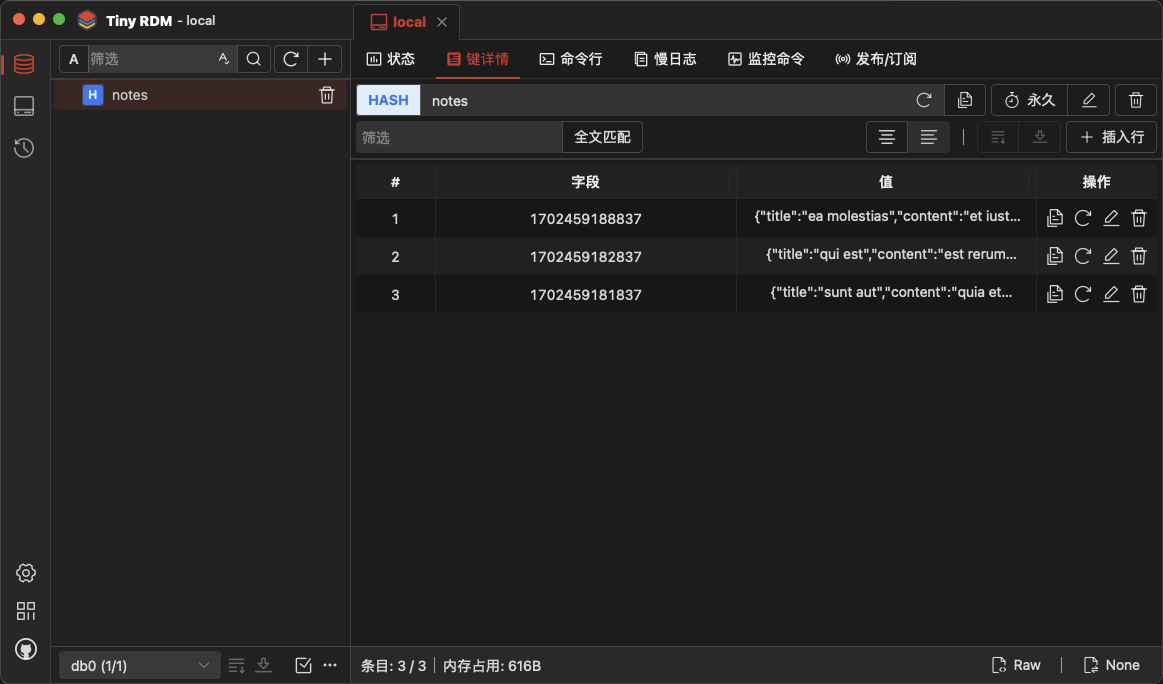 Tiny RDM - local
local
A 筛选
H notes
状态 键详情 命令行 慢日志 监控命令 发布/订阅
HASH notes 永久
筛选 全文匹配 插入行
# 字段 值 操作
1 1702459188837 {"title":"ea molestias","content":"et iust...
2 1702459182837 {"title":"qui est","content":"est rerum...
3 1702459181837 {"title":"sunt aut","content":"quia et...
db0 (1/1)
条目: 3 / 3 内存占用: 616B Raw None